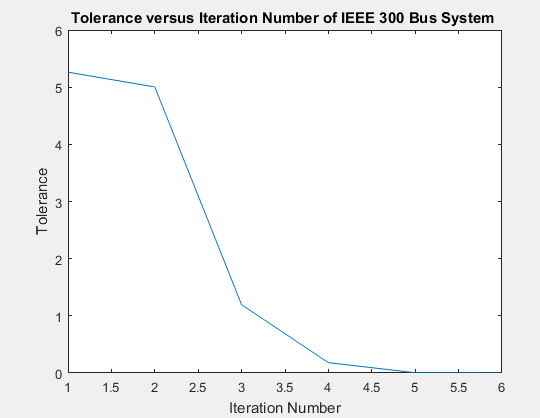 Tolerance versus Iteration Number of IEEE 300 Bus System
6
5
4
3
2
1
0
Tolerance
1 1.5 2 2.5 3 3.5 4 4.5 5 5.5 6
Iteration Number